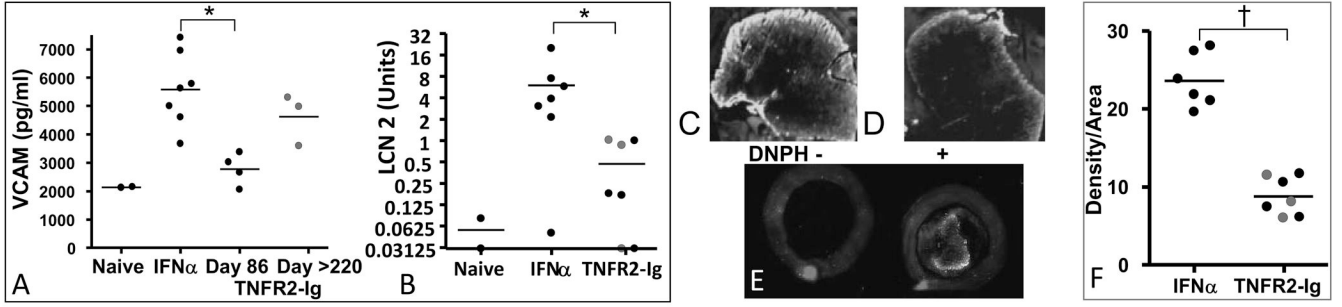 *
VCAM (pg/ml)
7000
6000
5000
4000
3000
2000
1000
0
Naive IFNα Day 86 Day >220
TNFR2-Ig
A
*
LCN 2 (Units)
32
16
8
4
2
1
0.5
0.25
0.125
0.0625
0.03125
Naive IFNα TNFR2-Ig
B
C
D
DNPH - +
E
†
Density/Area
30
20
10
0
IFNα TNFR2-Ig
F